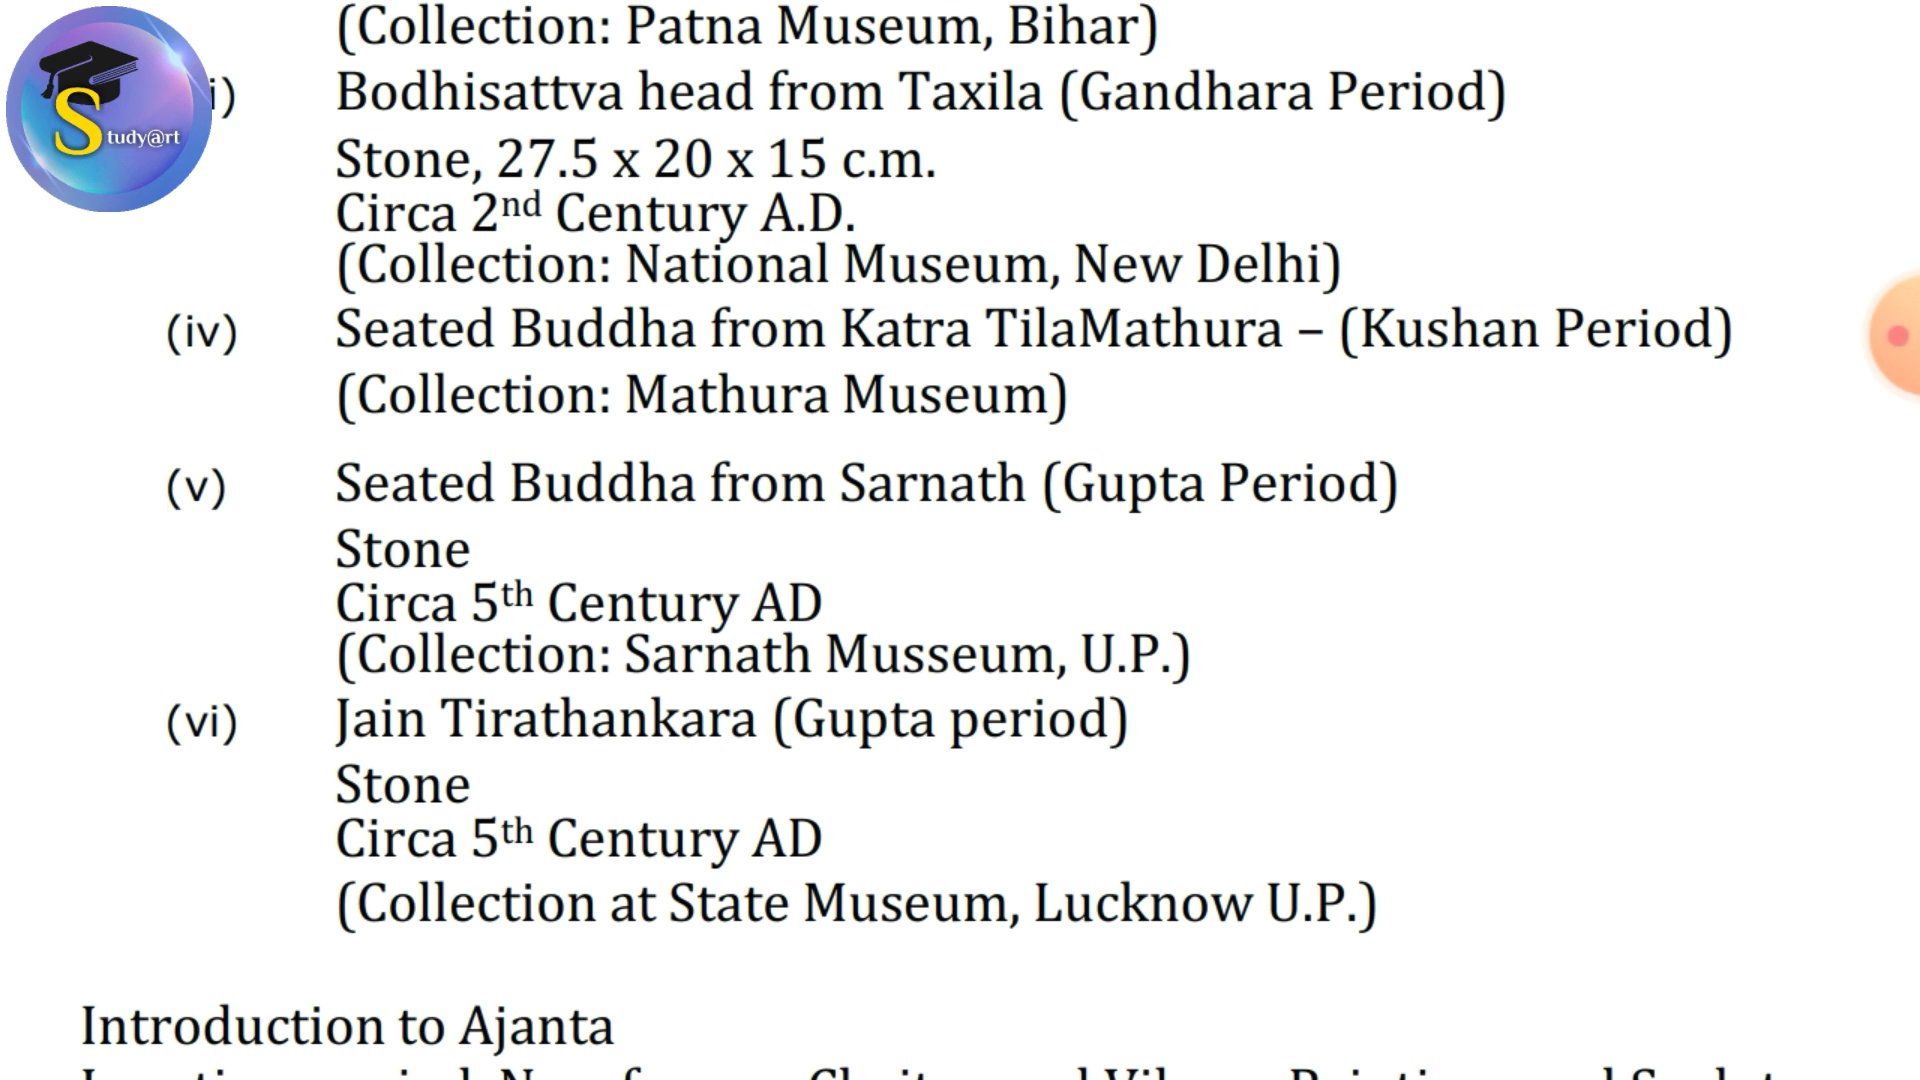 (Collection: Patna Museum, Bihar)
i) Bodhisattva head from Taxila (Gandhara Period)
Study@rt
Stone, 27.5 x 20 x 15 c.m.
Circa 2nd Century A.D.
(Collection: National Museum, New Delhi)
(iv) Seated Buddha from Katra TilaMathura – (Kushan Period)
(Collection: Mathura Museum)
(v) Seated Buddha from Sarnath (Gupta Period)
Stone
Circa 5th Century AD
(Collection: Sarnath Musseum, U.P.)
(vi) Jain Tirathankara (Gupta period)
Stone
Circa 5th Century AD
(Collection at State Museum, Lucknow U.P.)
Introduction to Ajanta